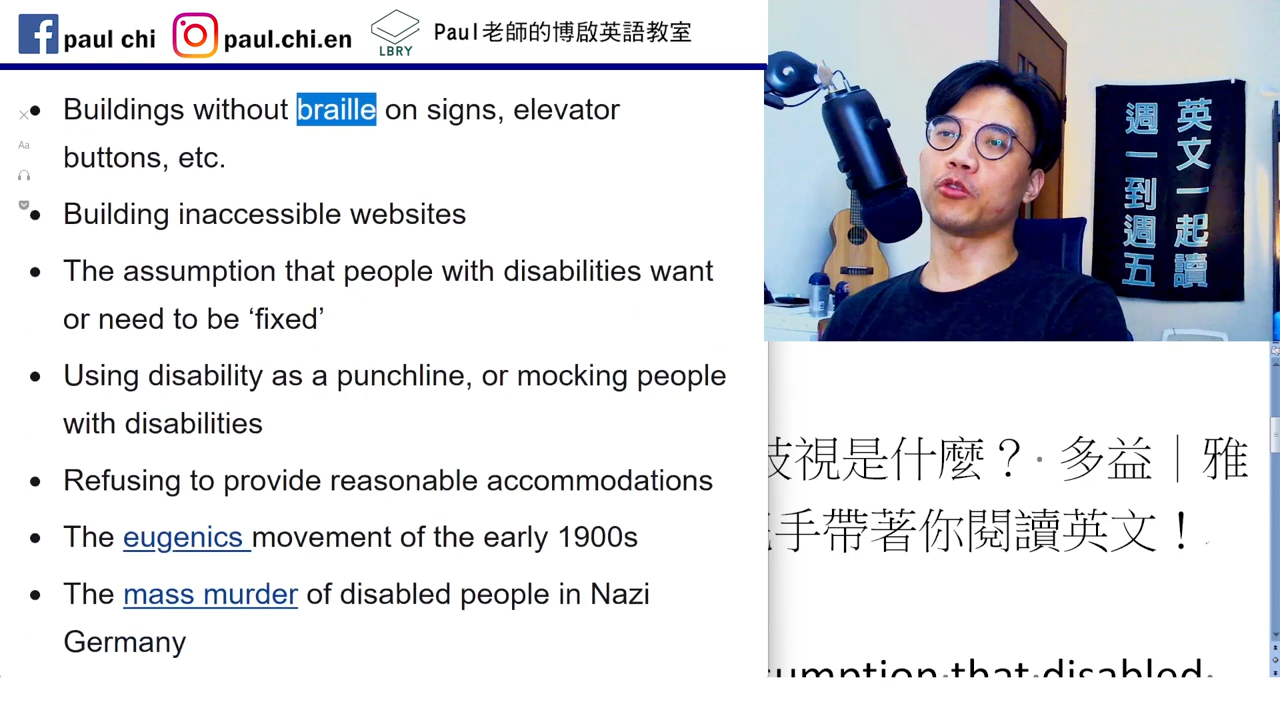 paul chi
paul.chi.en
LBRY
Paul老師的博啟英語教室
• Buildings without braille on signs, elevator
buttons, etc.
• Building inaccessible websites
• The assumption that people with disabilities want
or need to be ‘fixed’
• Using disability as a punchline, or mocking people
with disabilities
• Refusing to provide reasonable accommodations
• The eugenics movement of the early 1900s
• The mass murder of disabled people in Nazi
Germany
Aa
英文一起讀
週一到週五
歧視是什麼？多益｜雅
手帶著你閱讀英文！
sumption that disabled